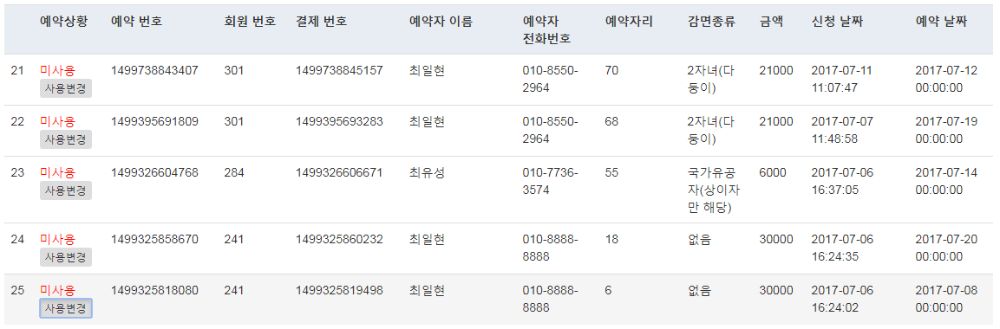 예약상황 예약 번호 회원 번호 결제 번호 예약자 이름 예약자 예약자리 감면종류 금액 신청 날짜 예약 날짜
전화번호
21 미사용 1499738843407 301 1499738845157 최일현 010-8550- 70 2자녀(다 21000 2017-07-11 2017-07-12
사용변경 2964 둥이) 11:07:47 00:00:00
22 미사용 1499395691809 301 1499395693283 최일현 010-8550- 68 2자녀(다 21000 2017-07-07 2017-07-19
사용변경 2964 둥이) 11:48:58 00:00:00
23 미사용 1499326604768 284 1499326606671 최유성 010-7736- 55 국가유공 6000 2017-07-06 2017-07-14
사용변경 3574 자(상이자 16:37:05 00:00:00
만 해당)
24 미사용 1499325858670 241 1499325860232 최일현 010-8888- 18 없음 30000 2017-07-06 2017-07-20
사용변경 8888 16:24:35 00:00:00
25 미사용 1499325818080 241 1499325819498 최일현 010-8888- 6 없음 30000 2017-07-06 2017-07-08
사용변경 8888 16:24:02 00:00:00